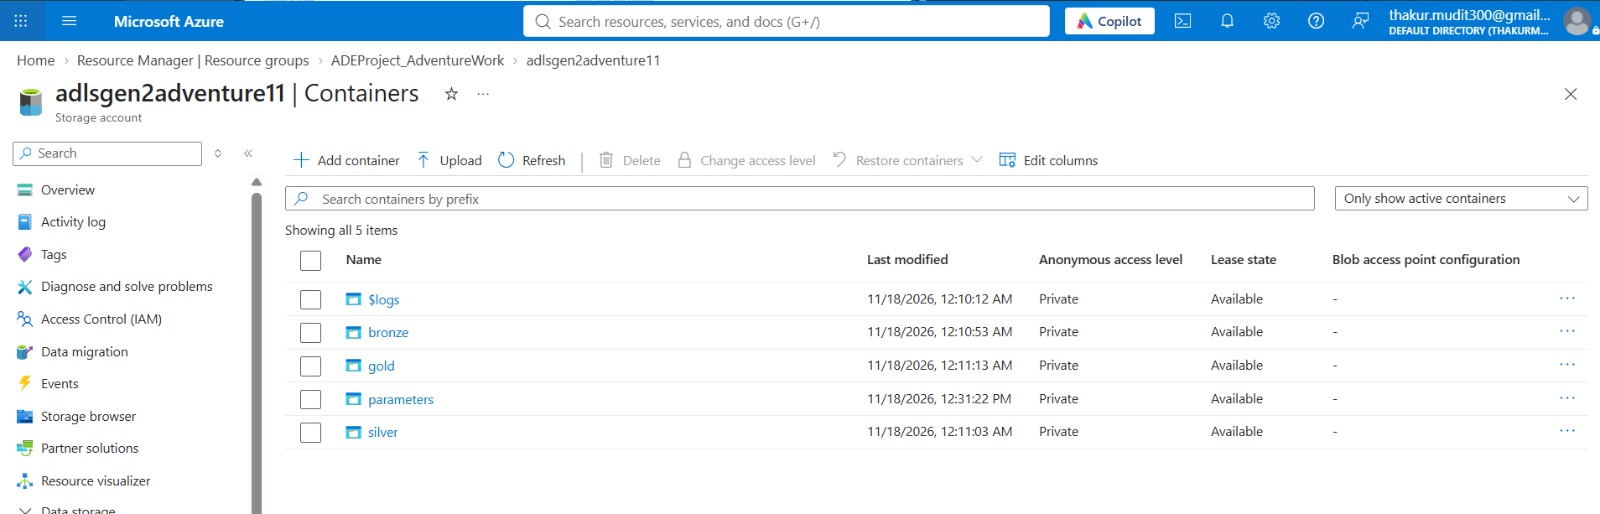 Microsoft Azure
Search resources, services, and docs (G+/)
Copilot
thakur.mudit300@gmail...
DEFAULT DIRECTORY (THAKURM...
Home > Resource Manager | Resource groups > ADEProject_AdventureWork > adlsgen2adventure11
adlsgen2adventure11 | Containers
Storage account
Search
Overview
Activity log
Tags
Diagnose and solve problems
Access Control (IAM)
Data migration
Events
Storage browser
Partner solutions
Resource visualizer
Data storage
Add container Upload Refresh Delete Change access level Restore containers Edit columns
Search containers by prefix
Only show active containers
Showing all 5 items
Name Last modified Anonymous access level Lease state Blob access point configuration
$logs 11/18/2026, 12:10:12 AM Private Available -
bronze 11/18/2026, 12:10:53 AM Private Available -
gold 11/18/2026, 12:11:13 AM Private Available -
parameters 11/18/2026, 12:31:22 PM Private Available -
silver 11/18/2026, 12:11:03 AM Private Available -